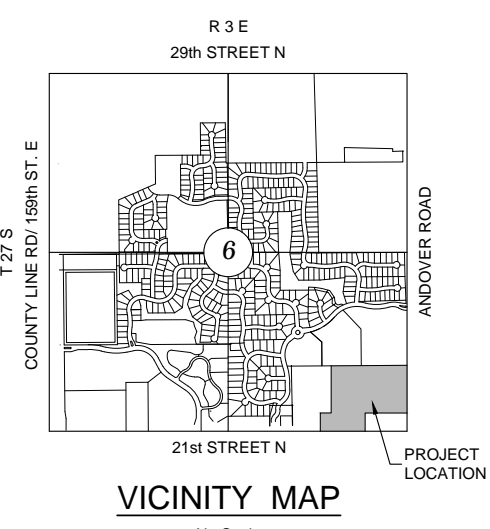 R 3 E
29th STREET N
T 27 S
COUNTY LINE RD/ 159th ST. E
6
ANDOVER ROAD
21st STREET N
PROJECT
LOCATION
VICINITY MAP